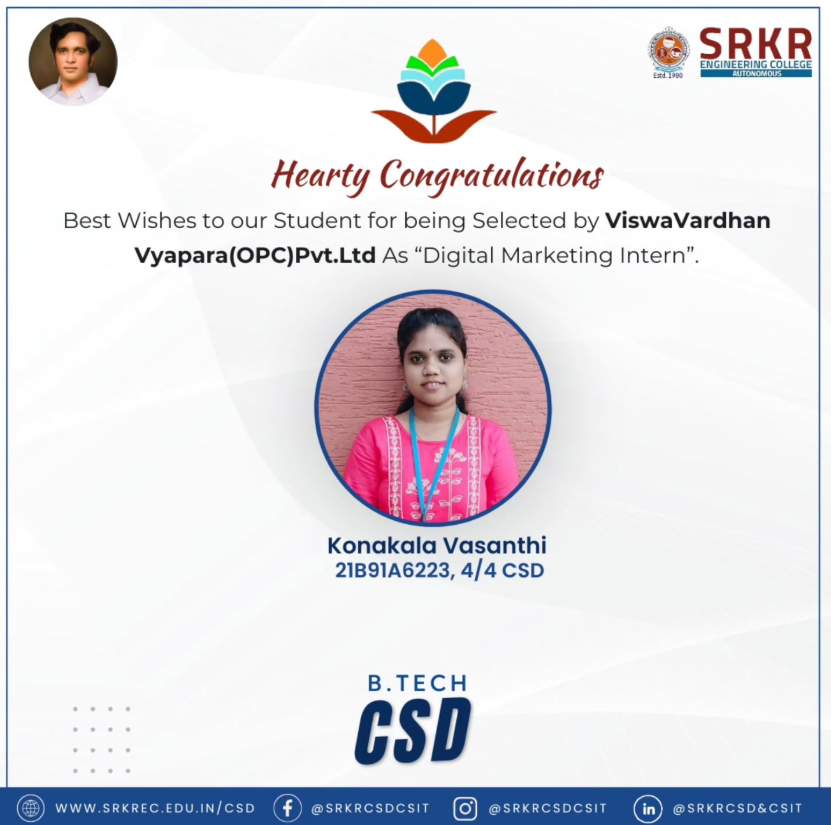 SRKR
ENGINEERING COLLEGE
AUTONOMOUS
Estd.1980
Hearty Congratulations
Best Wishes to our Student for being Selected by ViswaVardhan
Vyapara(OPC)Pvt.Ltd As “Digital Marketing Intern”.
Konakala Vasanthi
21B91A6223, 4/4 CSD
B.TECH
CSD
WWW.SRKREC.EDU.IN/CSD @SRKRCSDCSIT @SRKRCSDCSIT in @SRKRCSD&CSIT